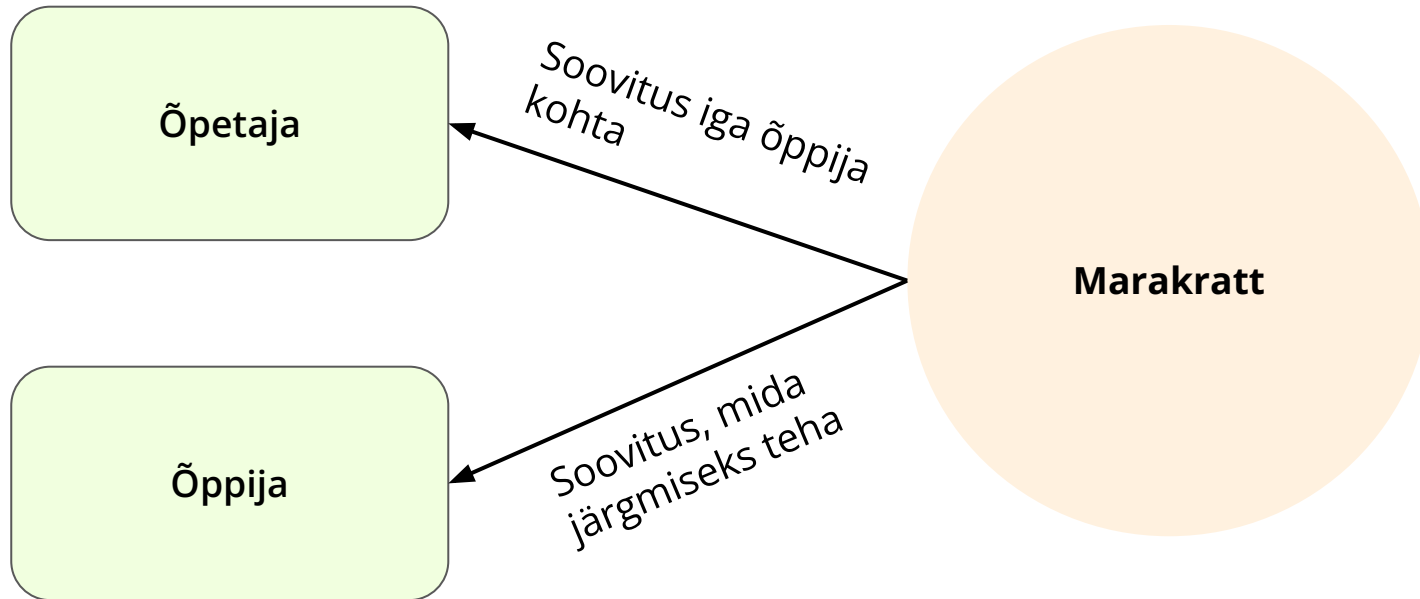 Õpetaja
Soovitus iga õppija
kohta
Marakratt
Õppija
Soovitus, mida
järgmiseks teha